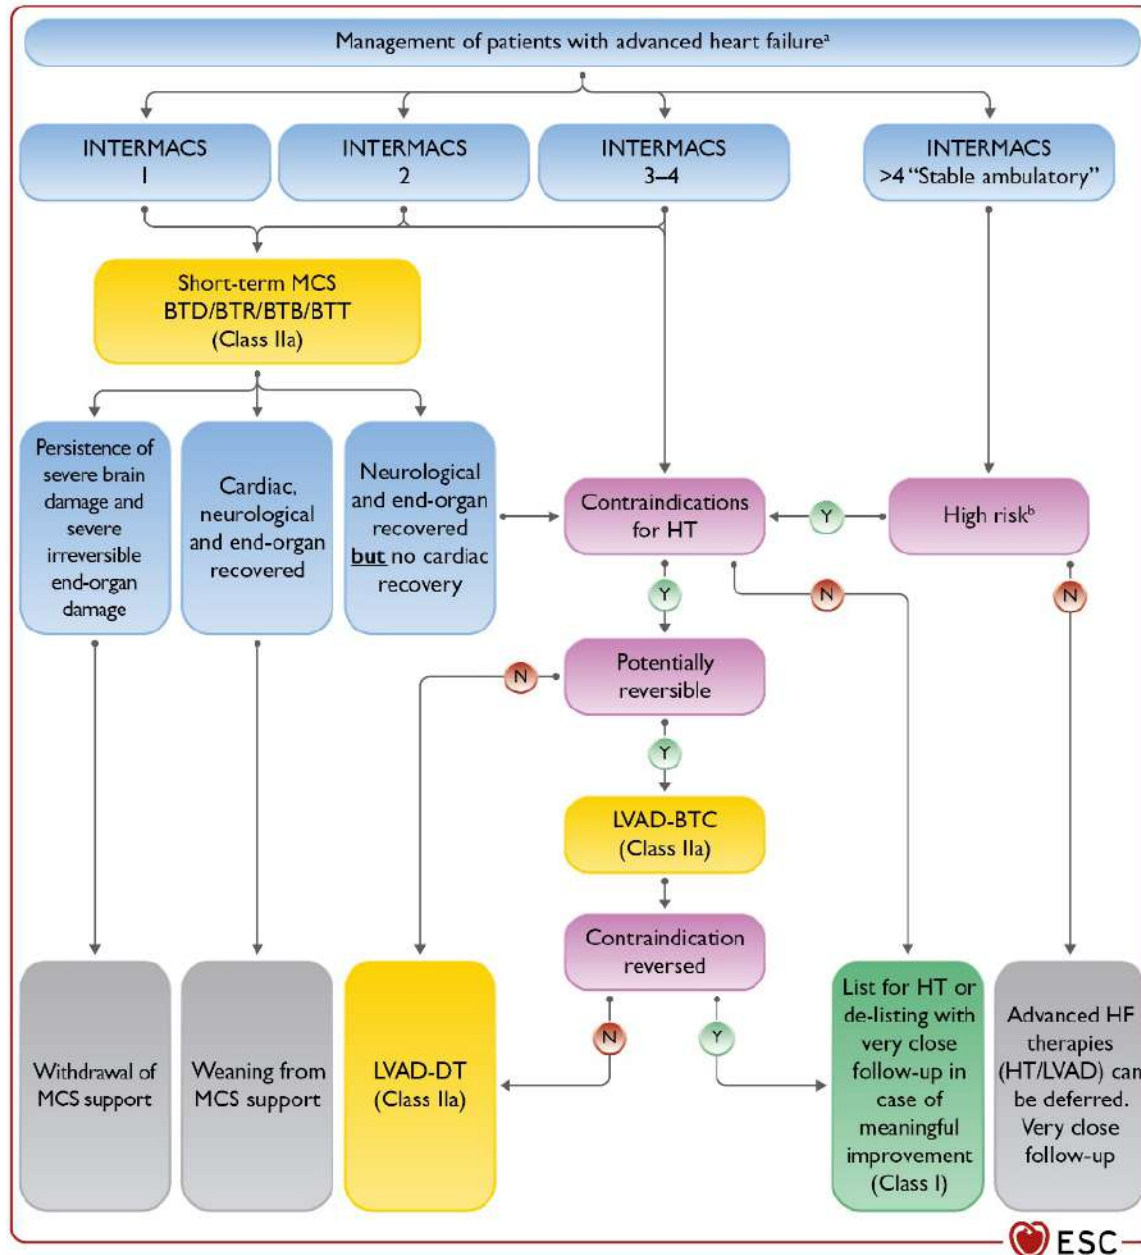 Management of patients with advanced heart failureᵃ
INTERMACS
1
INTERMACS
2
INTERMACS
3–4
INTERMACS
>4 “Stable ambulatory”
Short-term MCS
BTD/BTR/BTB/BTT
(Class IIa)
Persistence of
severe brain
damage and
severe
irreversible
end-organ
damage
Cardiac,
neurological
and end-organ
recovered
Neurological
and end-organ
recovered
but no cardiac
recovery
Contraindications
for HT
Y
High riskᵇ
Y
N
N
Potentially
reversible
N
Y
LVAD-BTC
(Class IIa)
Contraindication
reversed
N
Y
Withdrawal of
MCS support
Weaning from
MCS support
LVAD-DT
(Class IIa)
List for HT or
de-listing with
very close
follow-up in
case of
meaningful
improvement
(Class I)
Advanced HF
therapies
(HT/LVAD) can
be deferred.
Very close
follow-up
ESC